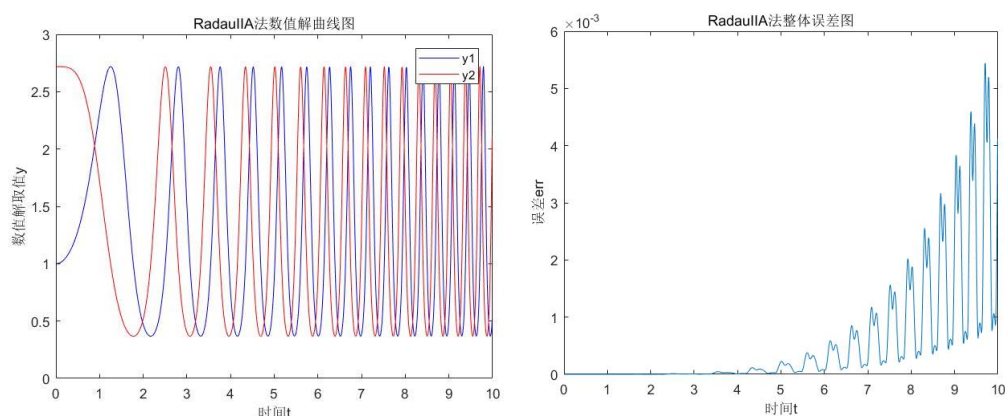 RadauIIA法数值解曲线图
3
2.5
2
1.5
1
0.5
0
数值解取值y
y1
y2
0 1 2 3 4 5 6 7 8 9 10
时间t
RadauIIA法整体误差图
×10-3
6
5
4
3
2
1
0
误差err
0 1 2 3 4 5 6 7 8 9 10
时间t